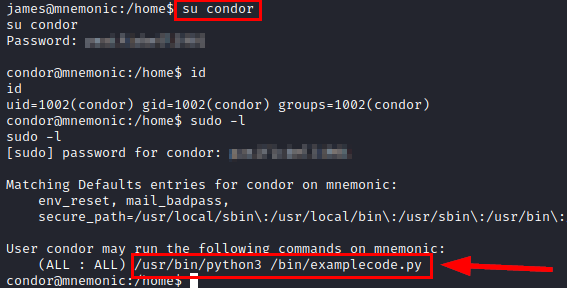 james@mnemonic:/home$ su condor
su condor
Password:
condor@mnemonic:/home$ id
id
uid=1002(condor) gid=1002(condor) groups=1002(condor)
condor@mnemonic:/home$ sudo -l
sudo -l
[sudo] password for condor:
Matching Defaults entries for condor on mnemonic:
env_reset, mail_badpass,
secure_path=/usr/local/sbin\:/usr/local/bin\:/usr/sbin\:/usr/bin\:
User condor may run the following commands on mnemonic:
(ALL : ALL) /usr/bin/python3 /bin/examplecode.py
condor@mnemonic:/home$